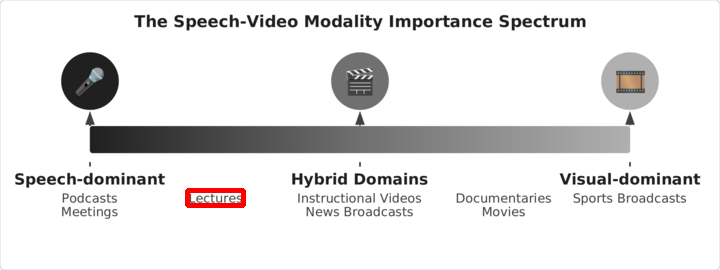 The Speech-Video Modality Importance Spectrum
Speech-dominant Hybrid Domains Visual-dominant
Podcasts Lectures Instructional Videos Documentaries Sports Broadcasts
Meetings News Broadcasts Movies